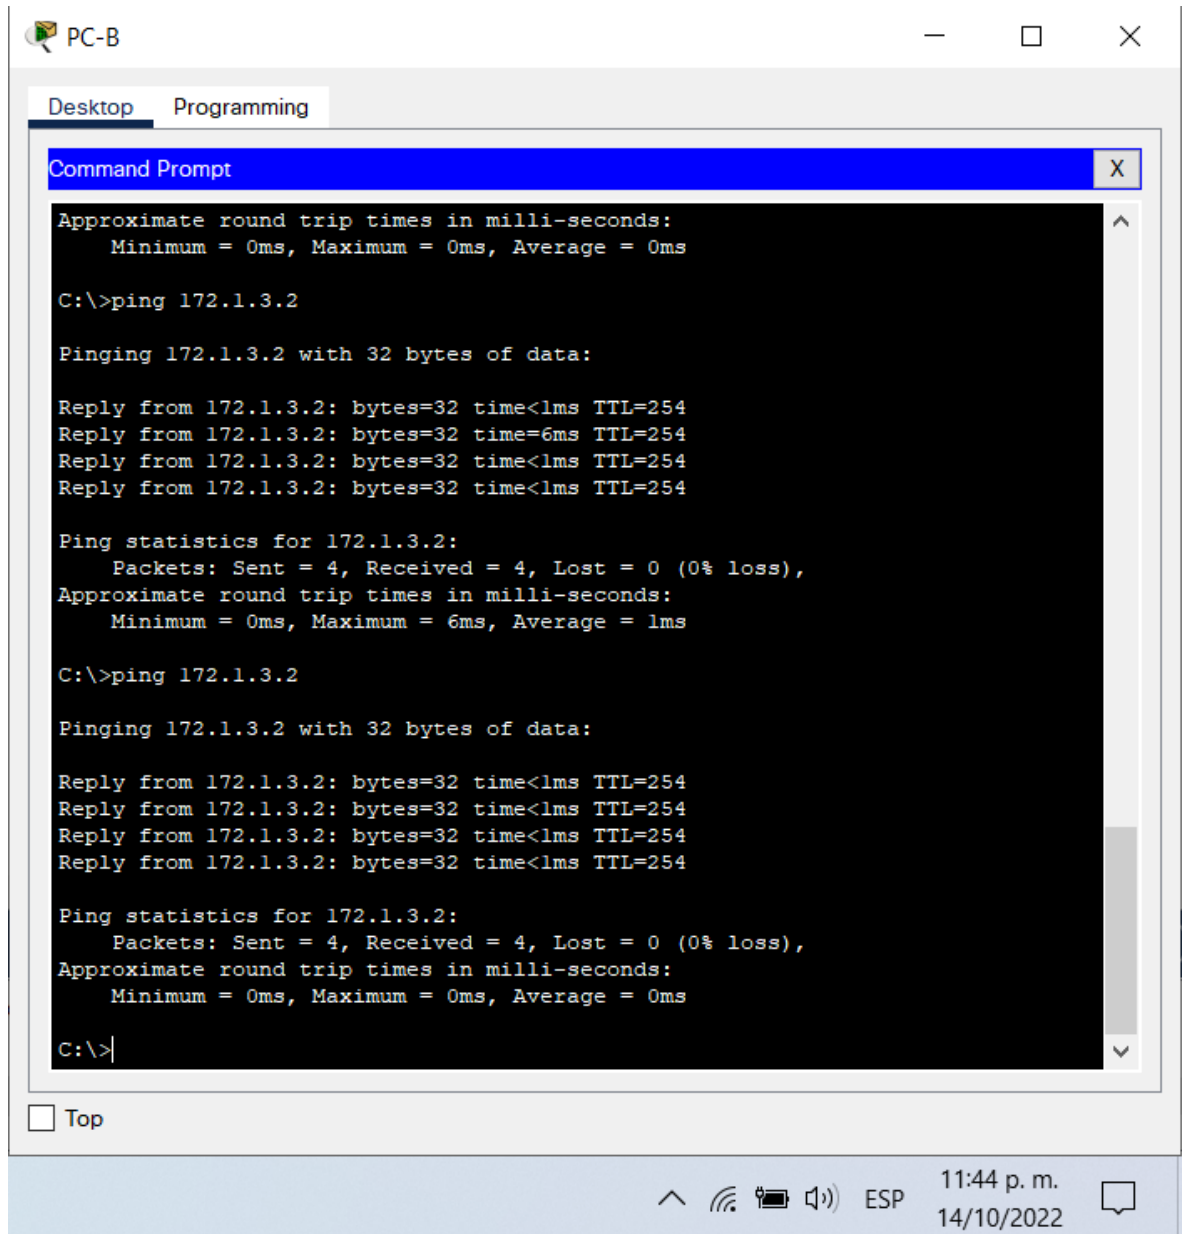 PC-B
Desktop Programming
Command Prompt X
Approximate round trip times in milli-seconds:
    Minimum = 0ms, Maximum = 0ms, Average = 0ms
C:\>ping 172.1.3.2
Pinging 172.1.3.2 with 32 bytes of data:
Reply from 172.1.3.2: bytes=32 time<1ms TTL=254
Reply from 172.1.3.2: bytes=32 time=6ms TTL=254
Reply from 172.1.3.2: bytes=32 time<1ms TTL=254
Reply from 172.1.3.2: bytes=32 time<1ms TTL=254
Ping statistics for 172.1.3.2:
    Packets: Sent = 4, Received = 4, Lost = 0 (0% loss),
Approximate round trip times in milli-seconds:
    Minimum = 0ms, Maximum = 6ms, Average = 1ms
C:\>ping 172.1.3.2
Pinging 172.1.3.2 with 32 bytes of data:
Reply from 172.1.3.2: bytes=32 time<1ms TTL=254
Reply from 172.1.3.2: bytes=32 time<1ms TTL=254
Reply from 172.1.3.2: bytes=32 time<1ms TTL=254
Reply from 172.1.3.2: bytes=32 time<1ms TTL=254
Ping statistics for 172.1.3.2:
    Packets: Sent = 4, Received = 4, Lost = 0 (0% loss),
Approximate round trip times in milli-seconds:
    Minimum = 0ms, Maximum = 0ms, Average = 0ms
C:\>
Top
ESP
11:44 p. m.
14/10/2022